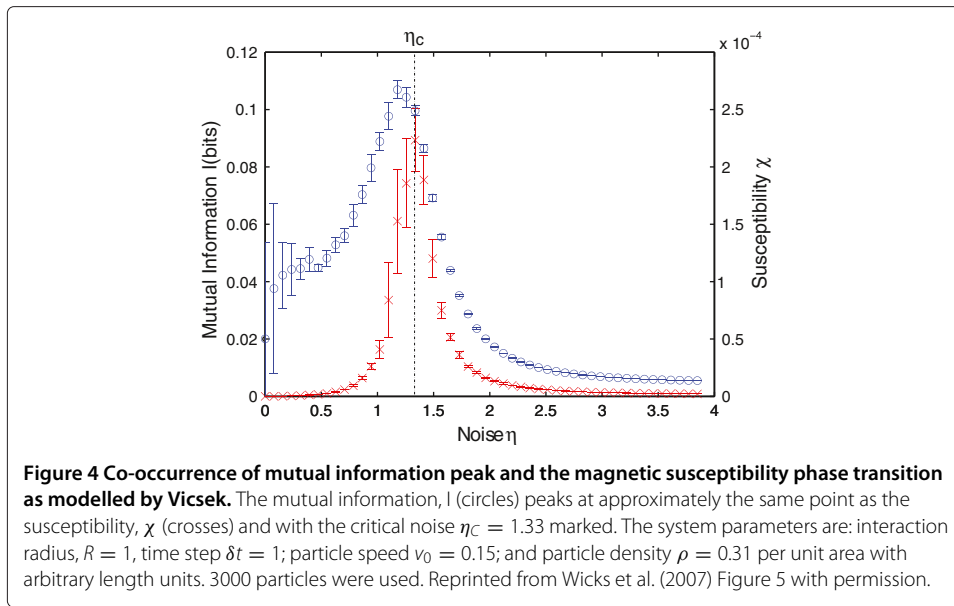 η_C
x 10⁻⁴
0.12
0.1
0.08
0.06
0.04
0.02
0
Mutual Information I(bits)
3
2.5
2
1.5
1
0.5
0
Susceptibility χ
0 0.5 1 1.5 2 2.5 3 3.5 4
Noise η
Figure 4 Co-occurrence of mutual information peak and the magnetic susceptibility phase transition
as modelled by Vicsek. The mutual information, I (circles) peaks at approximately the same point as the
susceptibility, χ (crosses) and with the critical noise η_C = 1.33 marked. The system parameters are: interaction
radius, R = 1, time step δt = 1; particle speed v₀ = 0.15; and particle density ρ = 0.31 per unit area with
arbitrary length units. 3000 particles were used. Reprinted from Wicks et al. (2007) Figure 5 with permission.